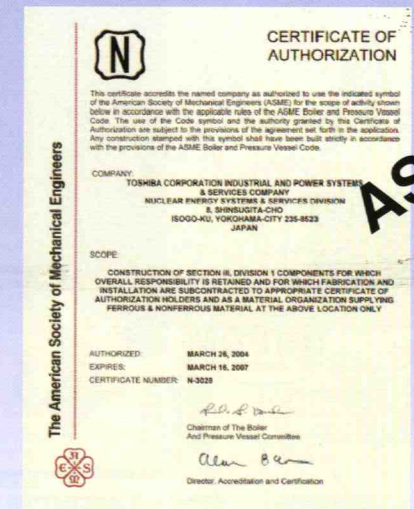 N
CERTIFICATE OF
AUTHORIZATION
This certificate accredits the named company as authorized to use the indicated symbol
of the American Society of Mechanical Engineers (ASME) for the scope of activity shown
below in accordance with the applicable rules of the ASME Boiler and Pressure Vessel
Code. The use of the Code symbol and the authority granted by this Certificate of
Authorization are subject to the provisions of the agreement set forth in the application.
Any construction stamped with this symbol shall have been built strictly in accordance
with the provisions of the ASME Boiler and Pressure Vessel Code.
COMPANY:
TOSHIBA CORPORATION INDUSTRIAL AND POWER SYSTEMS
& SERVICES COMPANY
NUCLEAR ENERGY SYSTEMS & SERVICES DIVISION
8, SHINSUGITA-CHO
ISOGO-KU, YOKOHAMA-CITY 235-8523
JAPAN
AS
SCOPE:
CONSTRUCTION OF SECTION III, DIVISION 1 COMPONENTS FOR WHICH
OVERALL RESPONSIBILITY IS RETAINED AND FOR WHICH FABRICATION AND
INSTALLATION ARE SUBCONTRACTED TO APPROPRIATE CERTIFICATE OF
AUTHORIZATION HOLDERS AND AS A MATERIAL ORGANIZATION SUPPLYING
FERROUS & NONFERROUS MATERIAL AT THE ABOVE LOCATION ONLY
AUTHORIZED: MARCH 26, 2004
EXPIRES: MARCH 16, 2007
CERTIFICATE NUMBER: N-3025
Chairman of The Boiler
And Pressure Vessel Committee
Director, Accreditation and Certification
The American Society of Mechanical Engineers